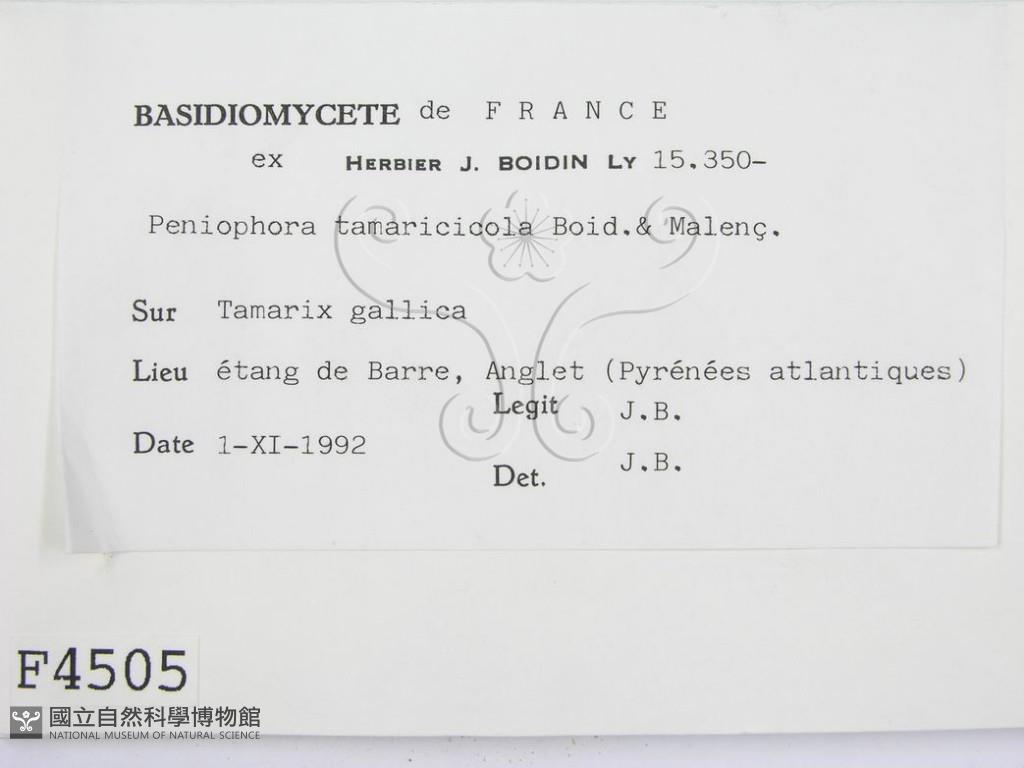 BASIDIOMYCETE de F R A N C E
ex HERBIER J. BOIDIN LY 15.350-
Peniophora tamaricicola Boid.& Malenç.
Sur Tamarix gallica
Lieu étang de Barre, Anglet (Pyrénées atlantiques)
Legit J.B.
Date 1-XI-1992
Det. J.B.
F4505
國立自然科學博物館
NATIONAL MUSEUM OF NATURAL SCIENCE